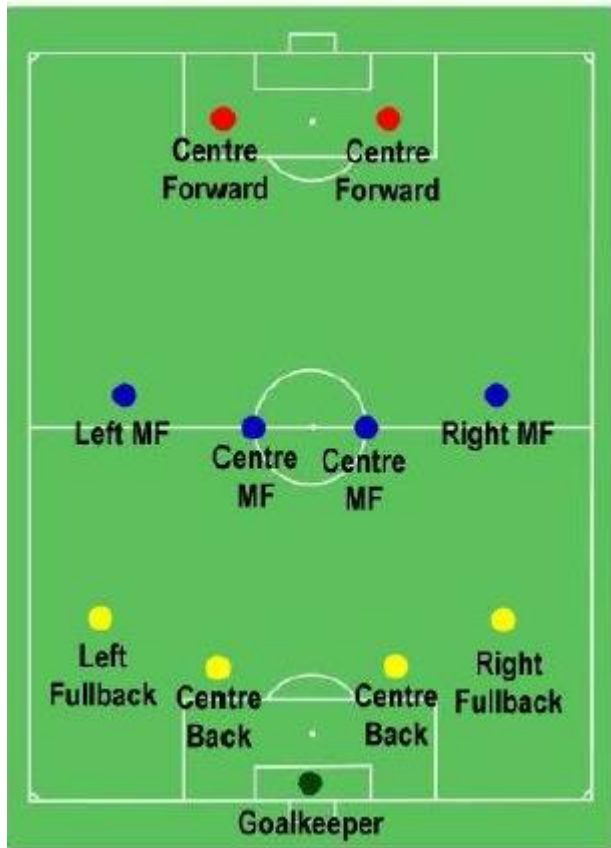 Centre
Forward
Centre
Forward
Left MF
Centre
MF
Centre
MF
Right MF
Left
Fullback
Centre
Back
Centre
Back
Right
Fullback
Goalkeeper